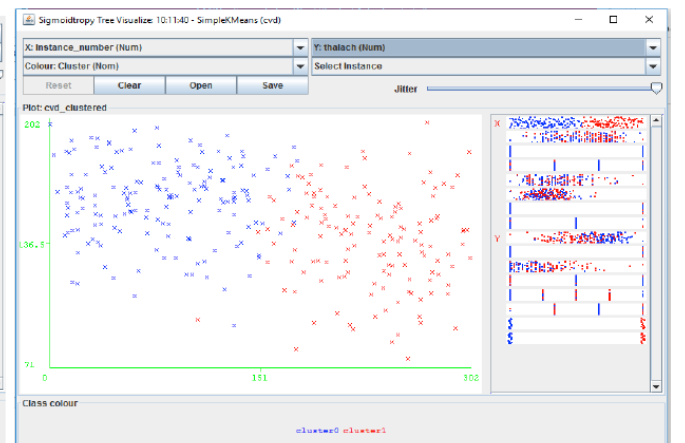 Sigmoidtropy Tree Visualize: 10:11:40 - SimpleKMeans (cvd)
X: Instance_number (Num)
Y: thalach (Num)
Colour: Cluster (Nom)
Select Instance
Reset
Clear
Open
Save
Jitter
Plot: cvd_clustered
202
136.5
71
0
151
302
X
Y
Class colour
cluster0 cluster1